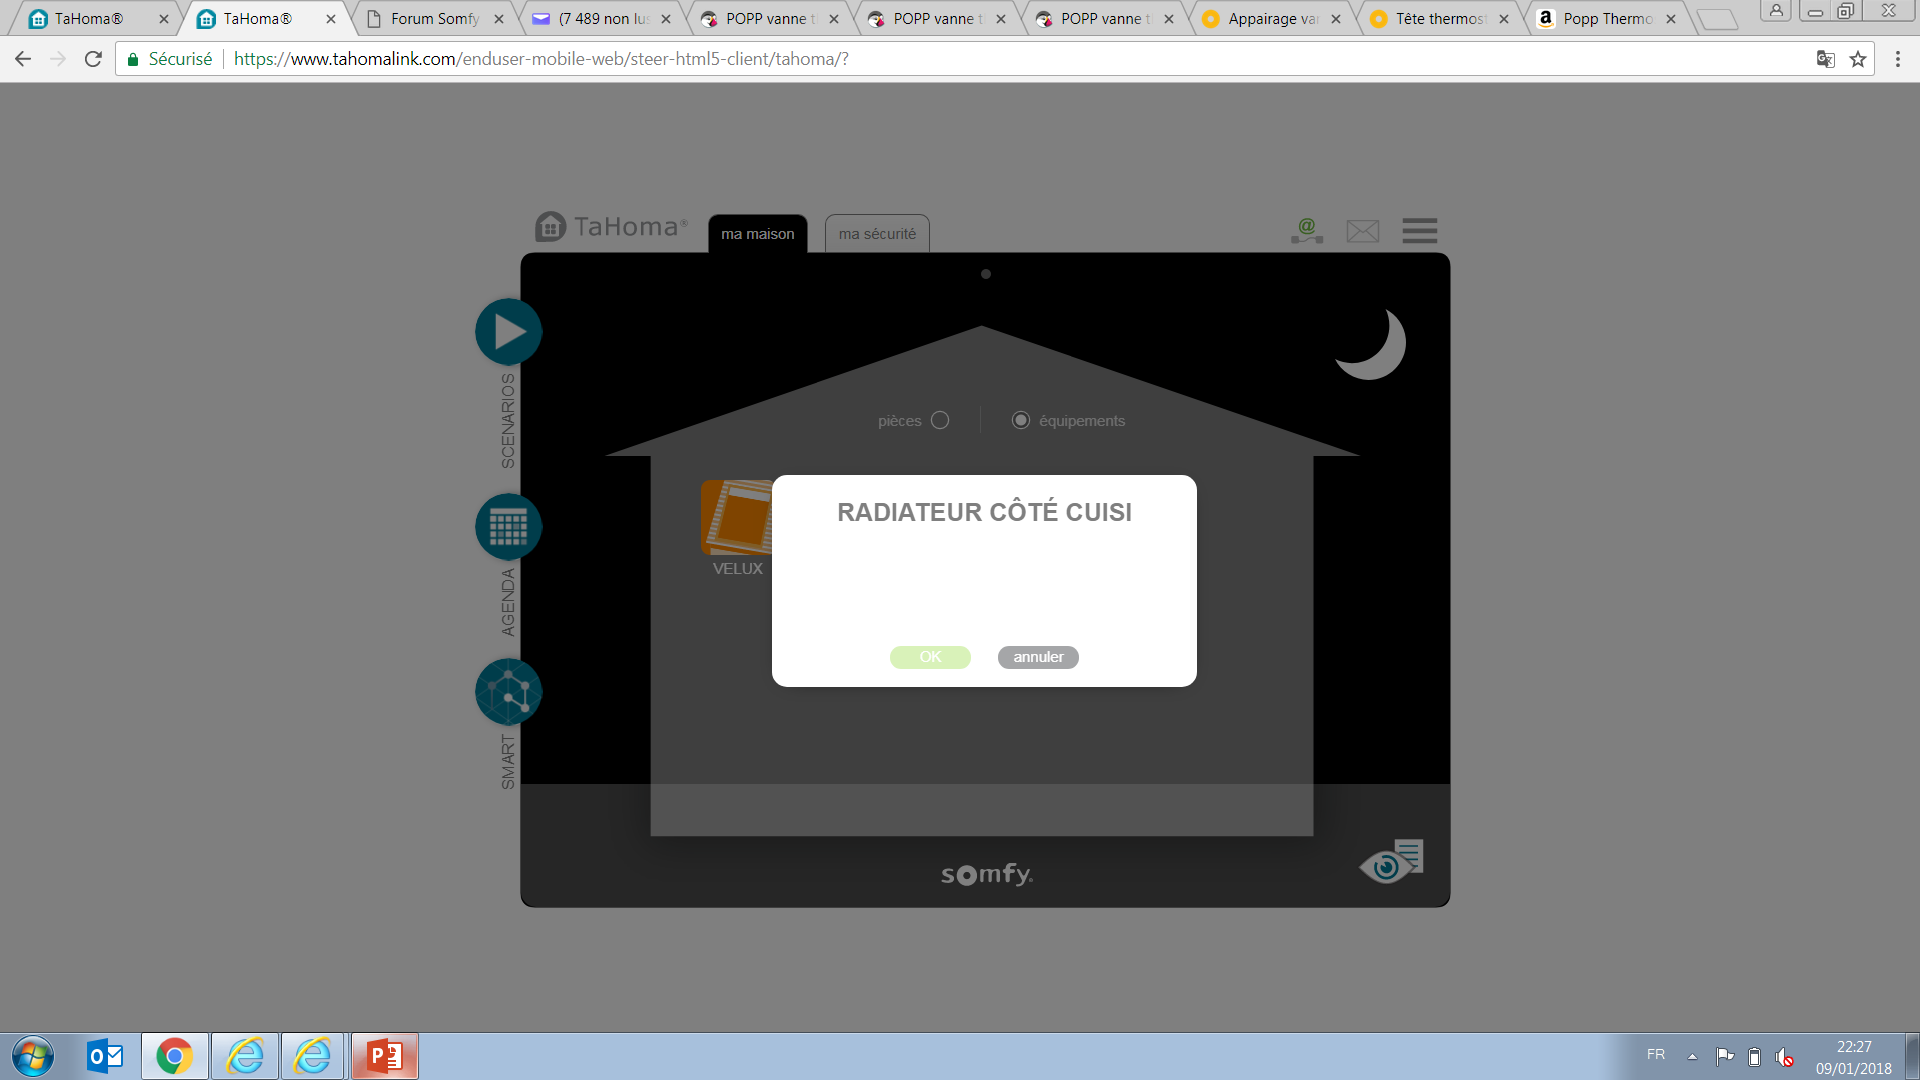 TaHoma®
TaHoma®
Forum Somfy
(7 489 non lus
POPP vanne t
POPP vanne t
POPP vanne t
Appairage va
Tête thermost
a
Popp Thermo
Sécurisé
https://www.tahomalink.com/enduser-mobile-web/steer-html5-client/tahoma/?
TaHoma®
ma maison
ma sécurité
@
SCENARIOS
pièces
équipements
VELUX
RADIATEUR CÔTÉ CUISI
OK
annuler
AGENDA
SMART
somfy.
FR
22:27
09/01/2018